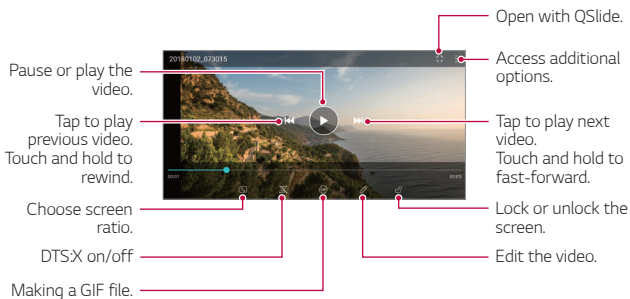 Open with QSlide.
20180102_073015
Access additional
options.
Pause or play the
video.
Tap to play
previous video.
Touch and hold to
rewind.
Tap to play next
video.
Touch and hold to
fast-forward.
00:01
GIF
Choose screen
ratio.
Lock or unlock the
screen.
DTS:X on/off
Edit the video.
Making a GIF file.